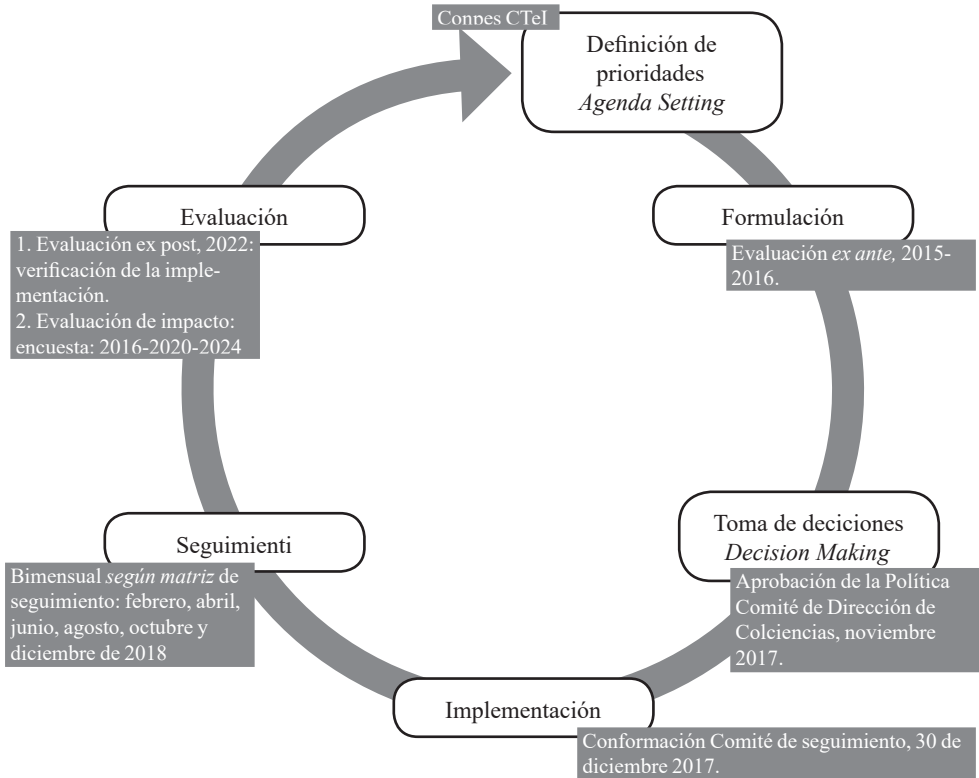 Conpes CTeI
Definición de
prioridades
Agenda Setting
Formulación
Evaluación ex ante, 2015-
2016.
Toma de deciciones
Decision Making
Aprobación de la Política
Comité de Dirección de
Colciencias, noviembre
2017.
Implementación
Conformación Comité de seguimiento, 30 de
diciembre 2017.
Seguimienti
Bimensual según matriz de
seguimiento: febrero, abril,
junio, agosto, octubre y
diciembre de 2018
Evaluación
1. Evaluación ex post, 2022:
verificación de la imple-
mentación.
2. Evaluación de impacto:
encuesta: 2016-2020-2024